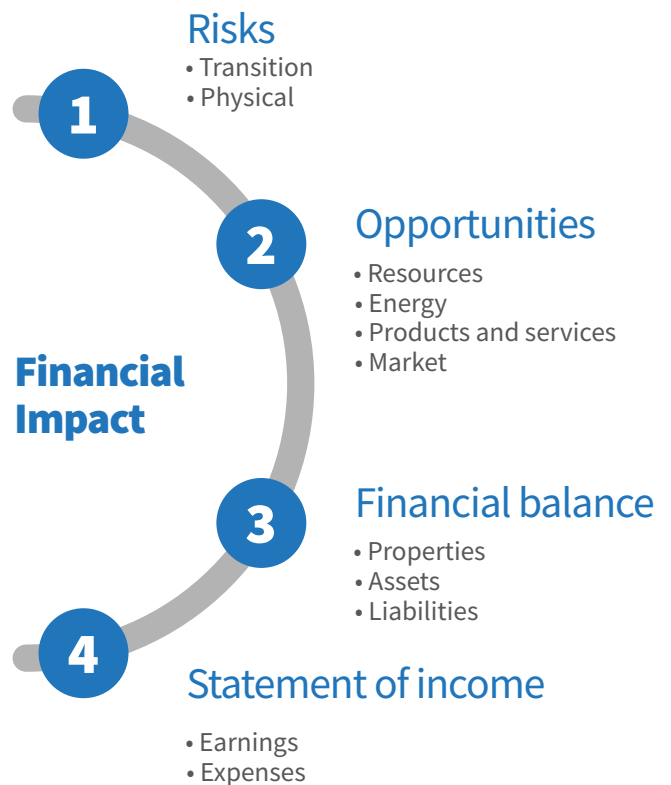 Risks
• Transition
• Physical
1
2
Opportunities
• Resources
• Energy
• Products and services
• Market
Financial
Impact
3
Financial balance
• Properties
• Assets
• Liabilities
4
Statement of income
• Earnings
• Expenses